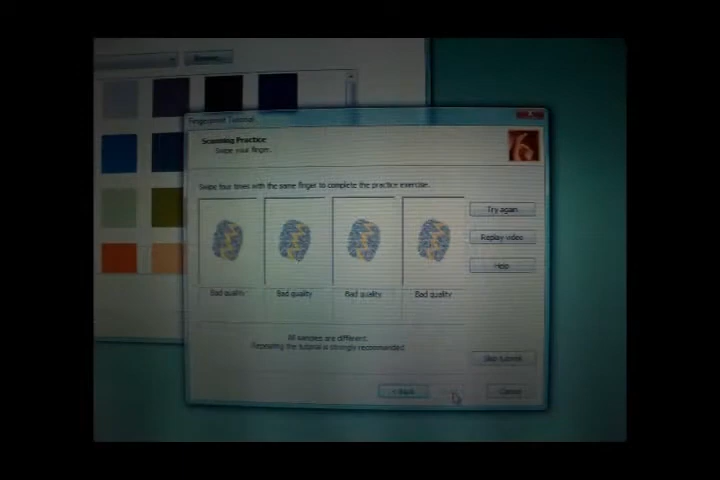 Browse...
Fingerprint Tutorial
Scanning Practice
Swipe your finger.
Swipe four times with the same finger to complete the practice exercise.
Try again
Replay video
Help
Bad quality
Bad quality
Bad quality
Bad quality
All samples are different.
Repeating the tutorial is strongly recommended.
Skip tutorial
< Back
Cancel